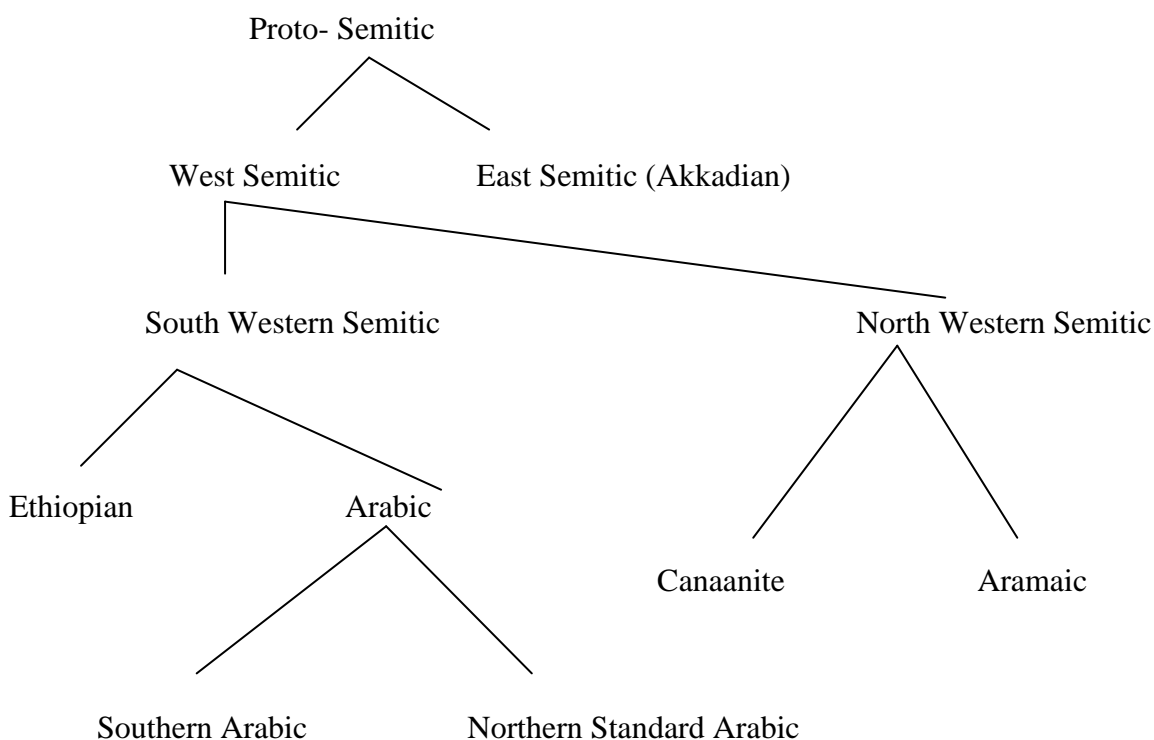 Proto- Semitic
West Semitic East Semitic (Akkadian)
South Western Semitic North Western Semitic
Ethiopian Arabic
Canaanite Aramaic
Southern Arabic Northern Standard Arabic